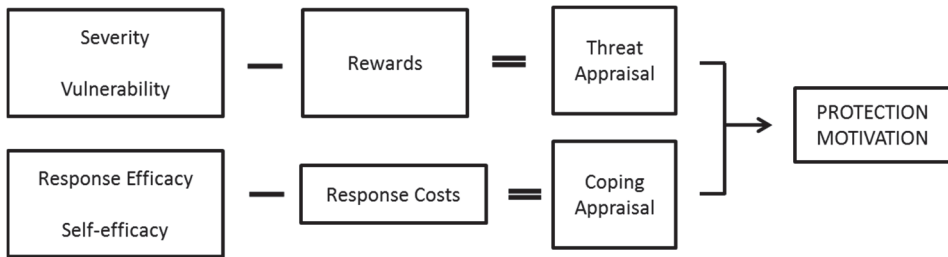 Severity
Vulnerability
Rewards
Threat
Appraisal
Response Efficacy
Self-efficacy
Response Costs
Coping
Appraisal
PROTECTION
MOTIVATION